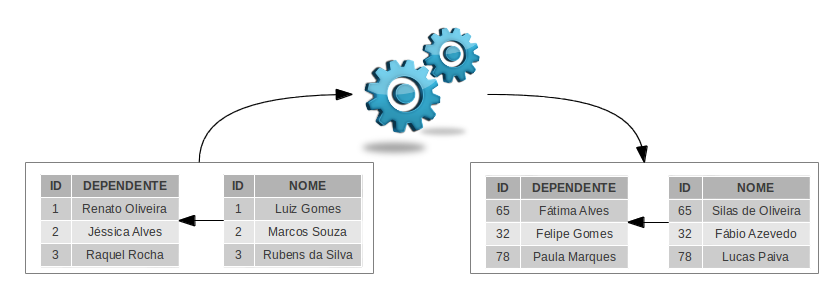 ID DEPENDENTE
1 Renato Oliveira
2 Jéssica Alves
3 Raquel Rocha
ID NOME
1 Luiz Gomes
2 Marcos Souza
3 Rubens da Silva
ID DEPENDENTE
65 Fátima Alves
32 Felipe Gomes
78 Paula Marques
ID NOME
65 Silas de Oliveira
32 Fábio Azevedo
78 Lucas Paiva